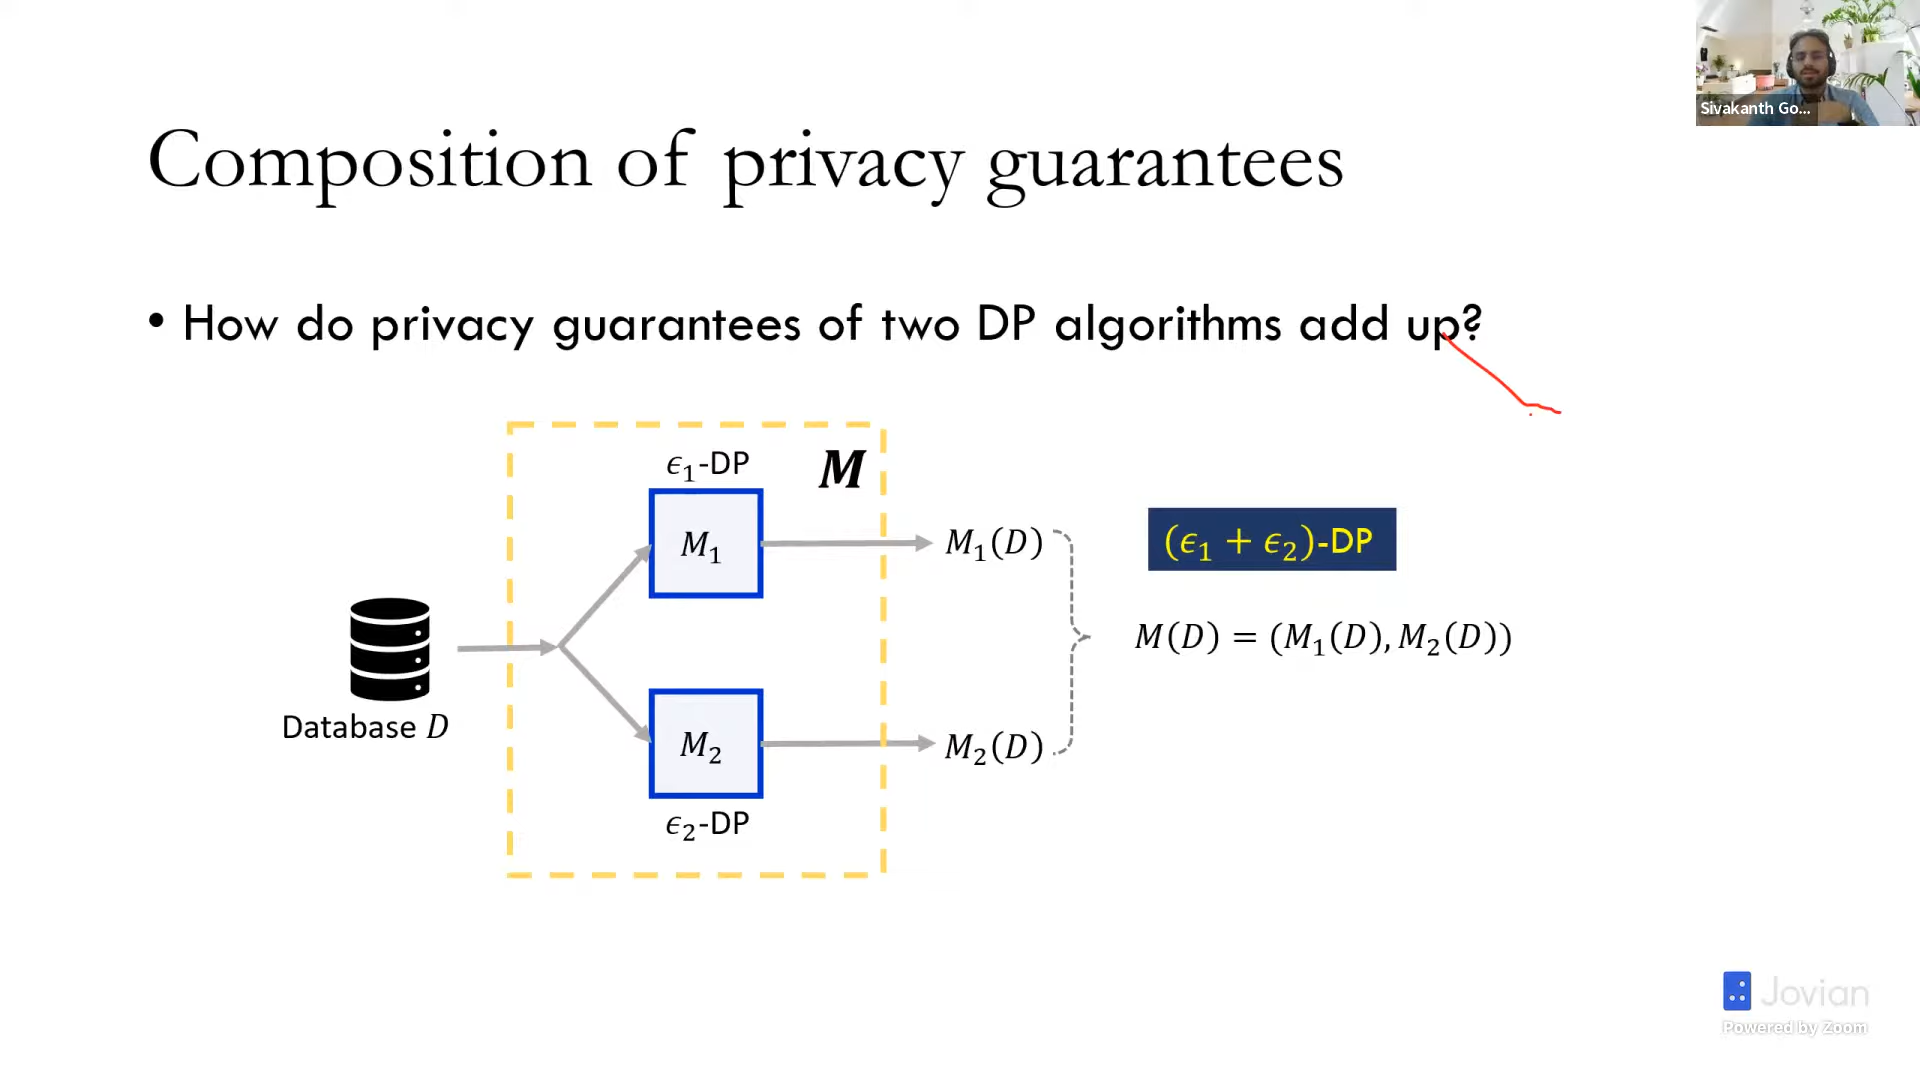 Sivakanth Go...
Composition of privacy guarantees
• How do privacy guarantees of two DP algorithms add up?
ϵ₁-DP
M
M₁
M₁(D)
(ϵ₁ + ϵ₂)-DP
M(D) = (M₁(D), M₂(D))
Database D
M₂
M₂(D)
ϵ₂-DP
Jovian
Powered by Zoom